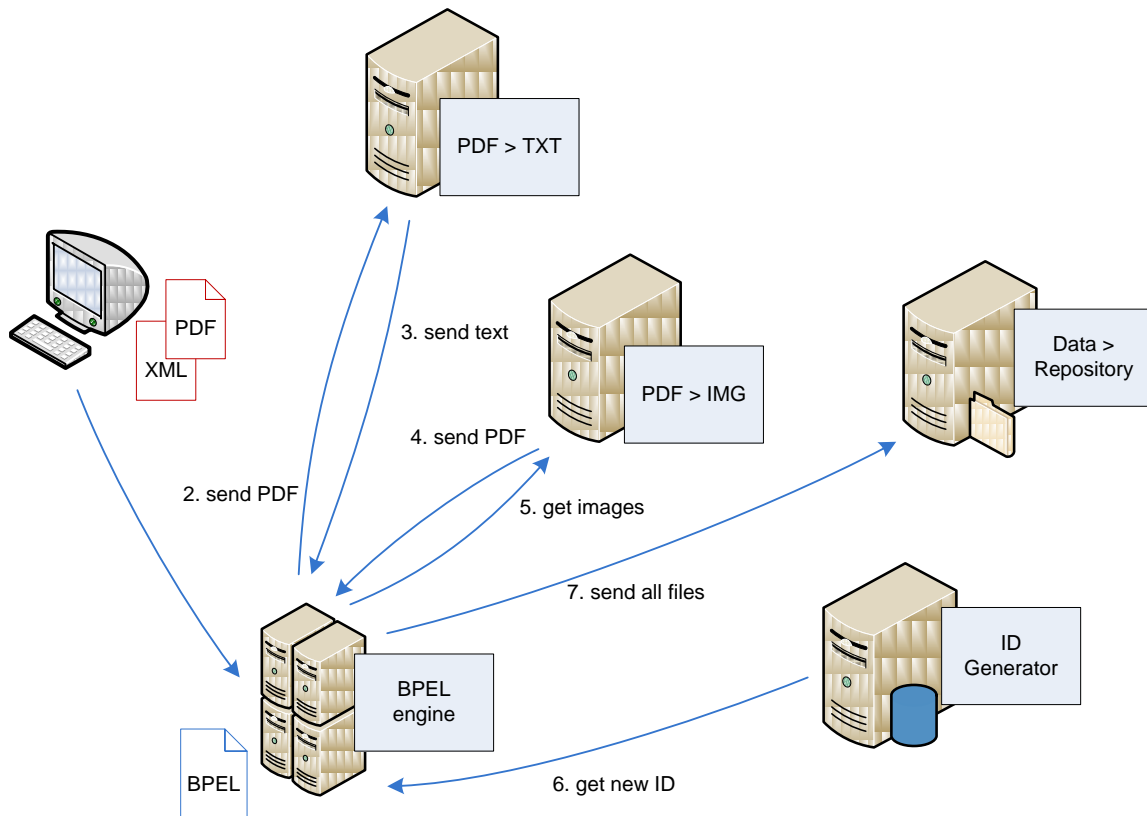 PDF > TXT
PDF
XML
3. send text
PDF > IMG
Data >
Repository
4. send PDF
2. send PDF
5. get images
7. send all files
ID
Generator
BPEL
engine
BPEL
6. get new ID